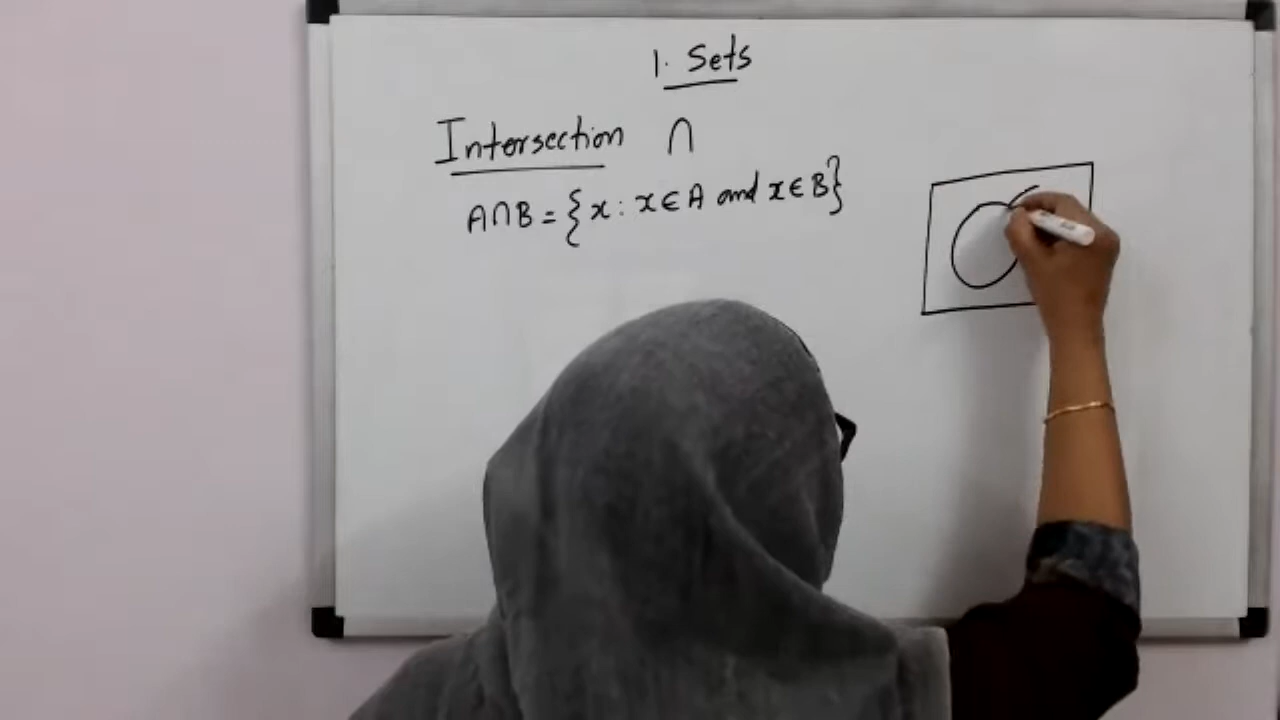 1. Sets
Intersection ∩
A∩B = {x : x∈A and x∈B}